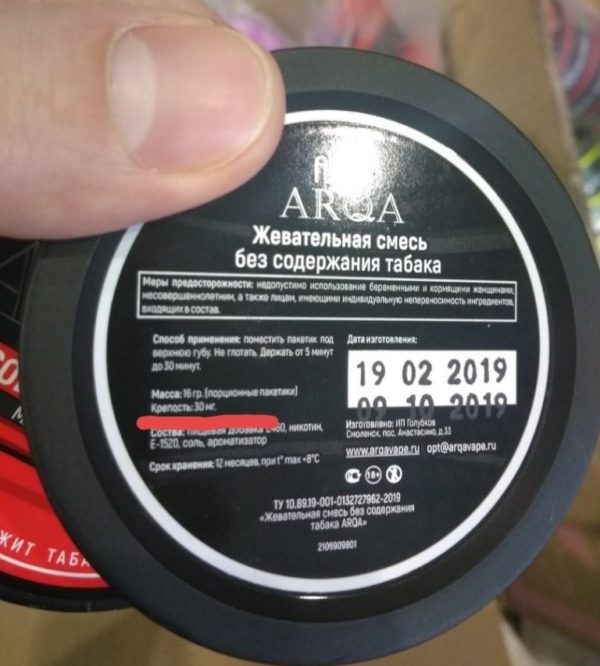 ARQA
Жевательная смесь
без содержания табака
Меры предосторожности: недопустимо использование беременными и кормящими женщинами,
несовершеннолетним, а также лицам, имеющими индивидуальную непереносимость ингредиентов,
входящих в состав.
Способ применения: поместить пакетик под
верхнюю губу. Не глотать. Держать от 5 минут
до 30 минут.
Масса: 16 гр. (порционные пакетики)
Крепость: 30 мг.
Состав: пищевая добавка никотин,
Е-1520, соль, ароматизатор
Срок хранения: 12 месяцев, при t° max +8°C
Дата изготовления:
19 02 2019
09 10 2019
Изготовлено: ИП Голубков
Смоленск, пос. Анастасино, д.33
www.arqavape.ru opt@arqavape.ru
18+
ТУ 10.89.19-001-0132727962-2019
«Жевательная смесь без содержания
табака ARQA»
2106909801
ЖИТ ТАБА